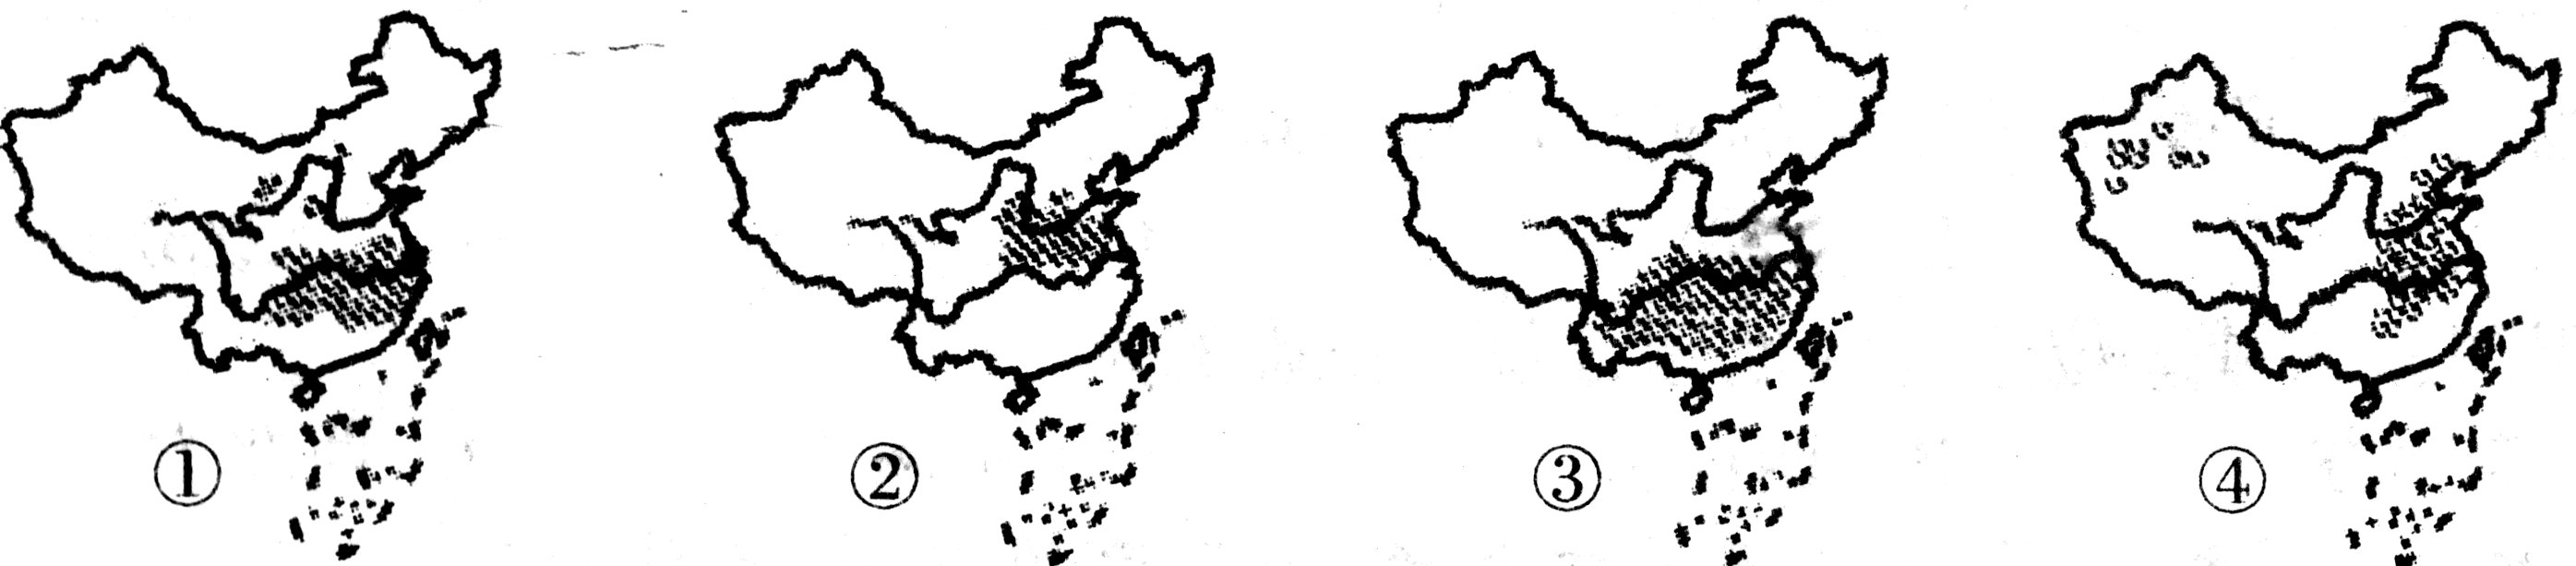 ① ② ③ ④